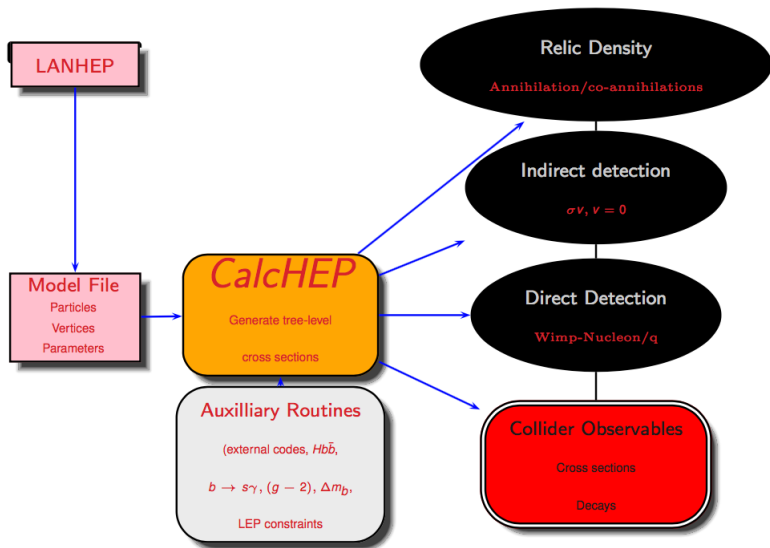 LANHEP
Model File
Particles
Vertices
Parameters
CalcHEP
Generate tree-level
cross sections
Auxilliary Routines
(external codes, Hbb̄,
b → sγ, (g − 2), Δm_b,
LEP constraints
Relic Density
Annihilation/co-annihilations
Indirect detection
σv, v = 0
Direct Detection
Wimp-Nucleon/q
Collider Observables
Cross sections
Decays